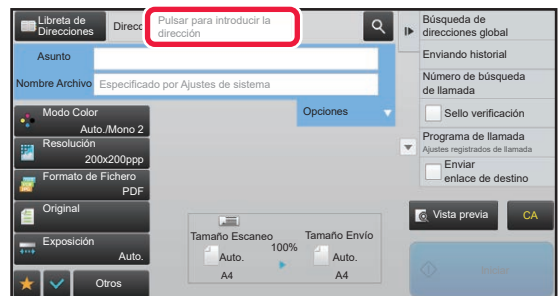 Libreta de
Direcciones
Direcc
Pulsar para introducir la
dirección
Asunto
Nombre Archivo
Especificado por Ajustes de sistema
Opciones
Modo Color
Auto./Mono 2
Resolución
200x200ppp
Formato de Fichero
PDF
Original
Exposición
Auto.
Otros
Tamaño Escaneo
100%
Tamaño Envío
Auto.
A4
Auto.
A4
Búsqueda de
direcciones global
Enviando historial
Número de búsqueda
de llamada
Sello verificación
Programa de llamada
Ajustes registrados de llamada
Enviar
enlace de destino
Vista previa
CA